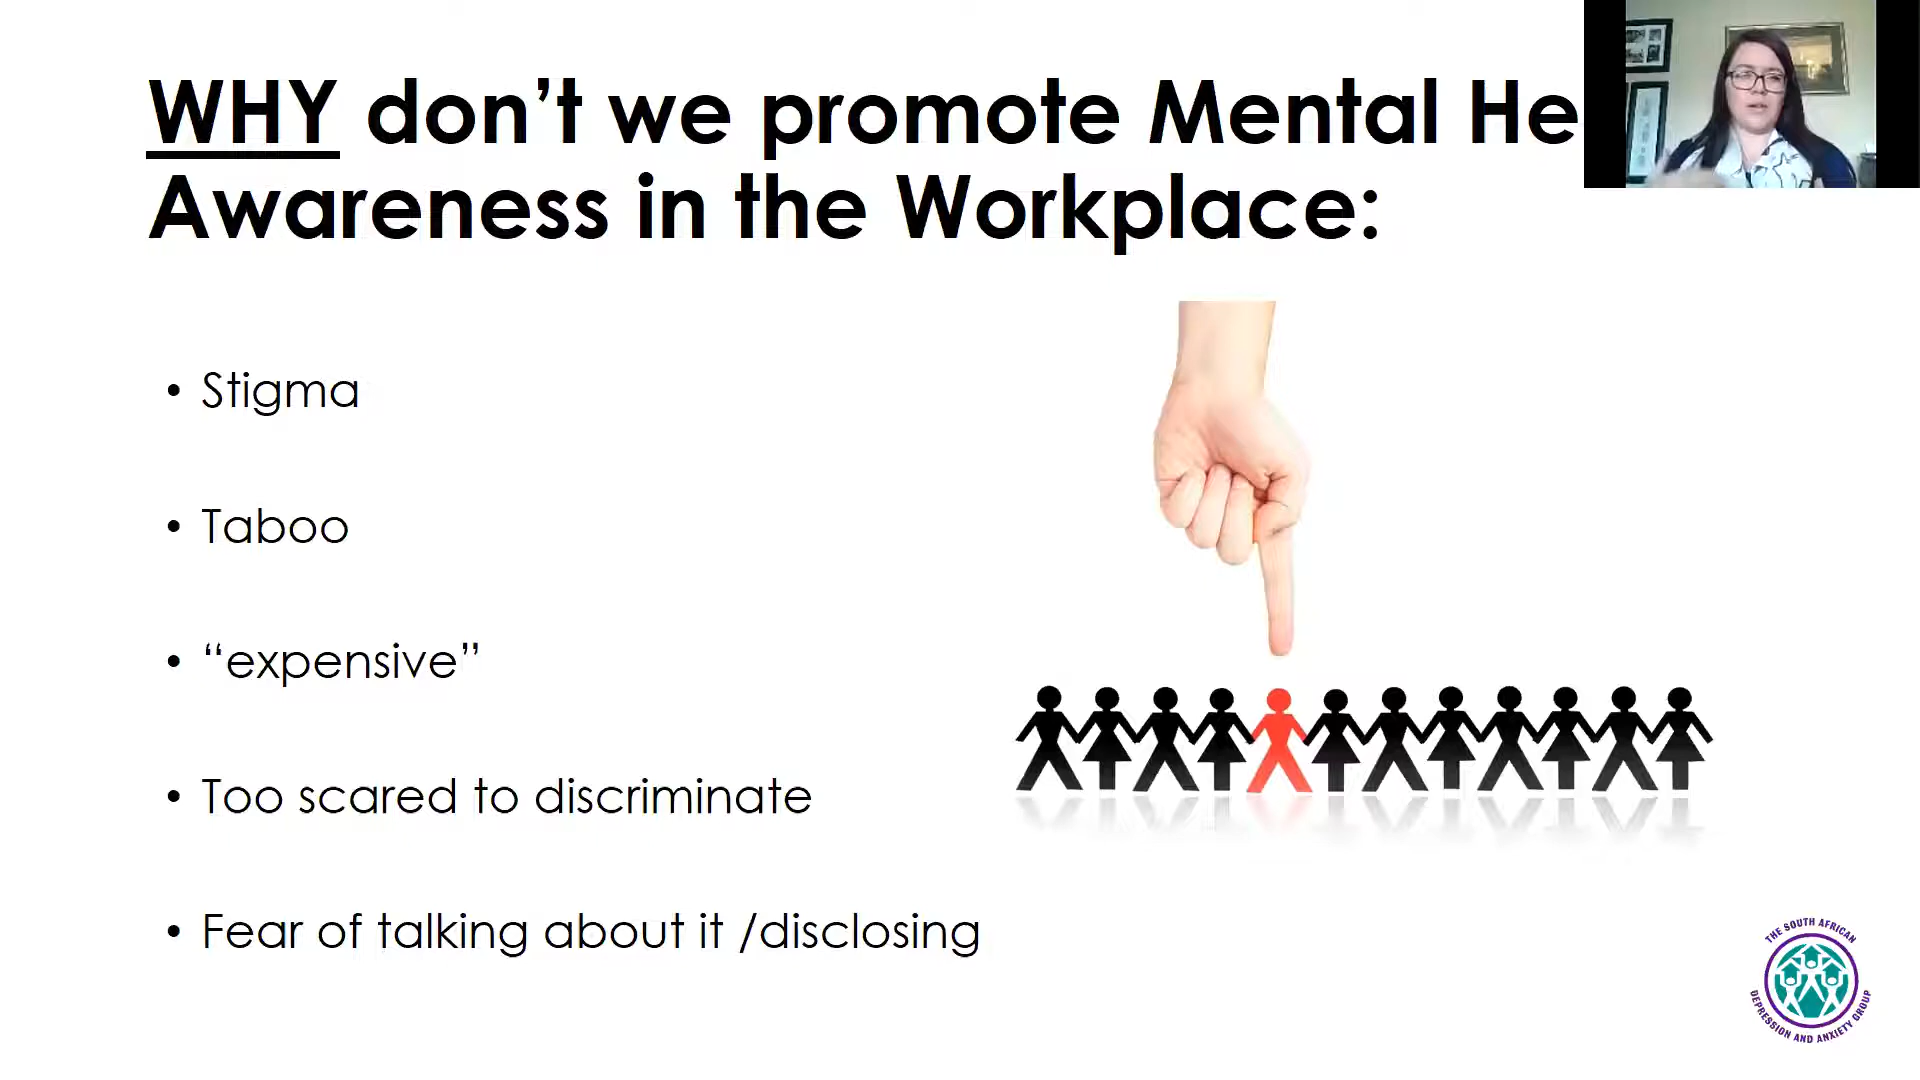 WHY don’t we promote Mental He
Awareness in the Workplace:
• Stigma
• Taboo
• “expensive”
• Too scared to discriminate
• Fear of talking about it /disclosing
THE SOUTH AFRICAN
DEPRESSION AND ANXIETY GROUP